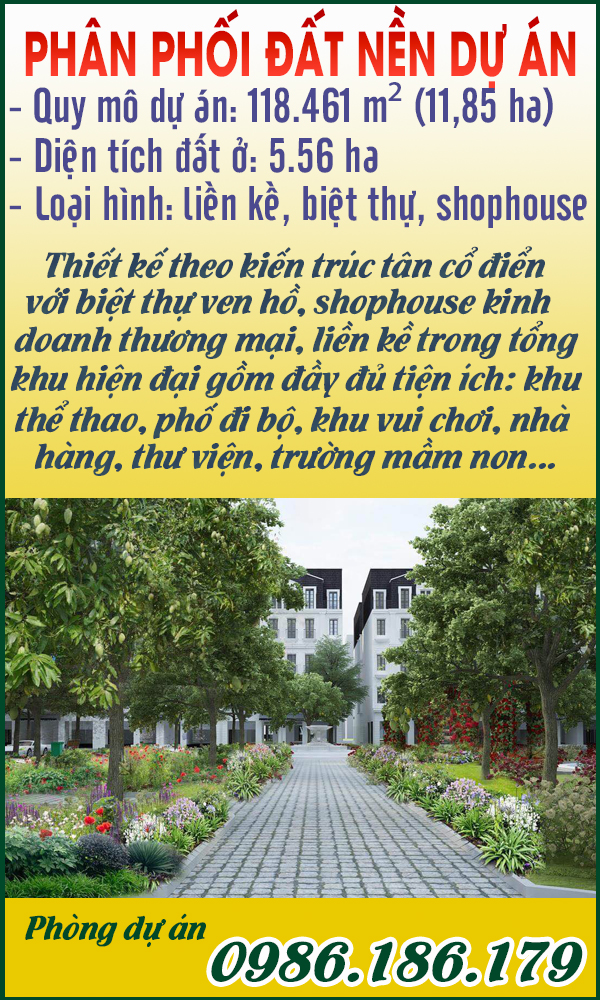 PHÂN PHỐI ĐẤT NỀN DỰ ÁN
- Quy mô dự án: 118.461 m² (11,85 ha)
- Diện tích đất ở: 5.56 ha
- Loại hình: liền kề, biệt thự, shophouse
Thiết kế theo kiến trúc tân cổ điển
với biệt thự ven hồ, shophouse kinh
doanh thương mại, liền kề trong tổng
khu hiện đại gồm đầy đủ tiện ích: khu
thể thao, phố đi bộ, khu vui chơi, nhà
hàng, thư viện, trường mầm non...
Phòng dự án
0986.186.179